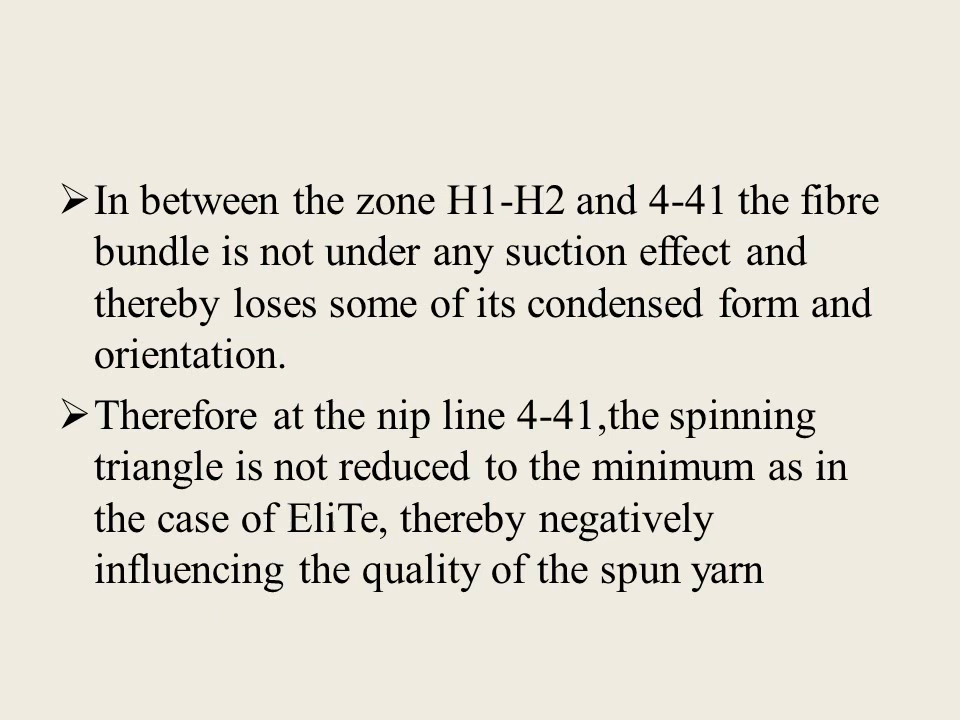 ➢In between the zone H1-H2 and 4-41 the fibre
bundle is not under any suction effect and
thereby loses some of its condensed form and
orientation.
➢Therefore at the nip line 4-41,the spinning
triangle is not reduced to the minimum as in
the case of EliTe, thereby negatively
influencing the quality of the spun yarn